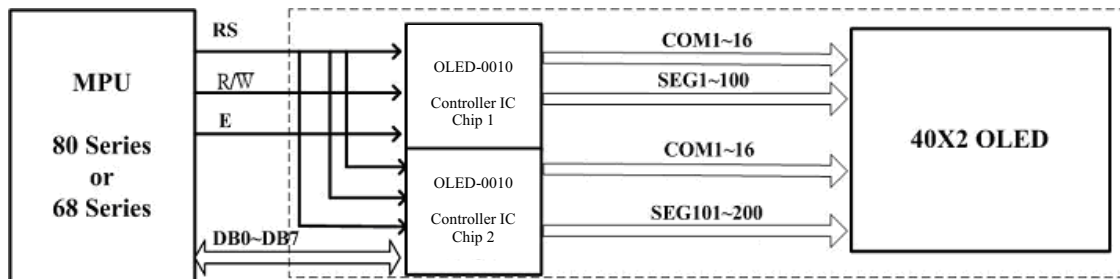 MPU
80 Series
or
68 Series
RS
R/W̅
E
DB0~DB7
OLED-0010
Controller IC
Chip 1
OLED-0010
Controller IC
Chip 2
COM1~16
SEG1~100
COM1~16
SEG101~200
40X2 OLED